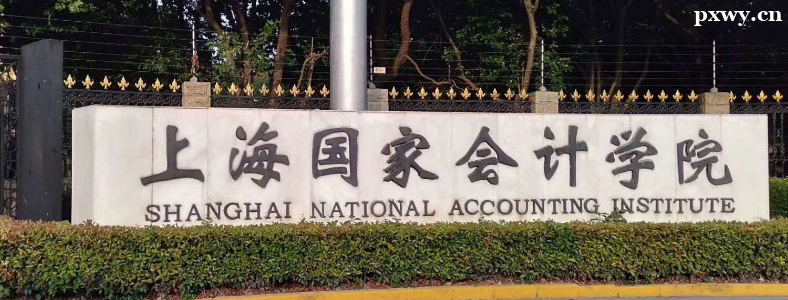 pxwy.cn
上海国家会计学院
SHANGHAI NATIONAL ACCOUNTING INSTITUTE